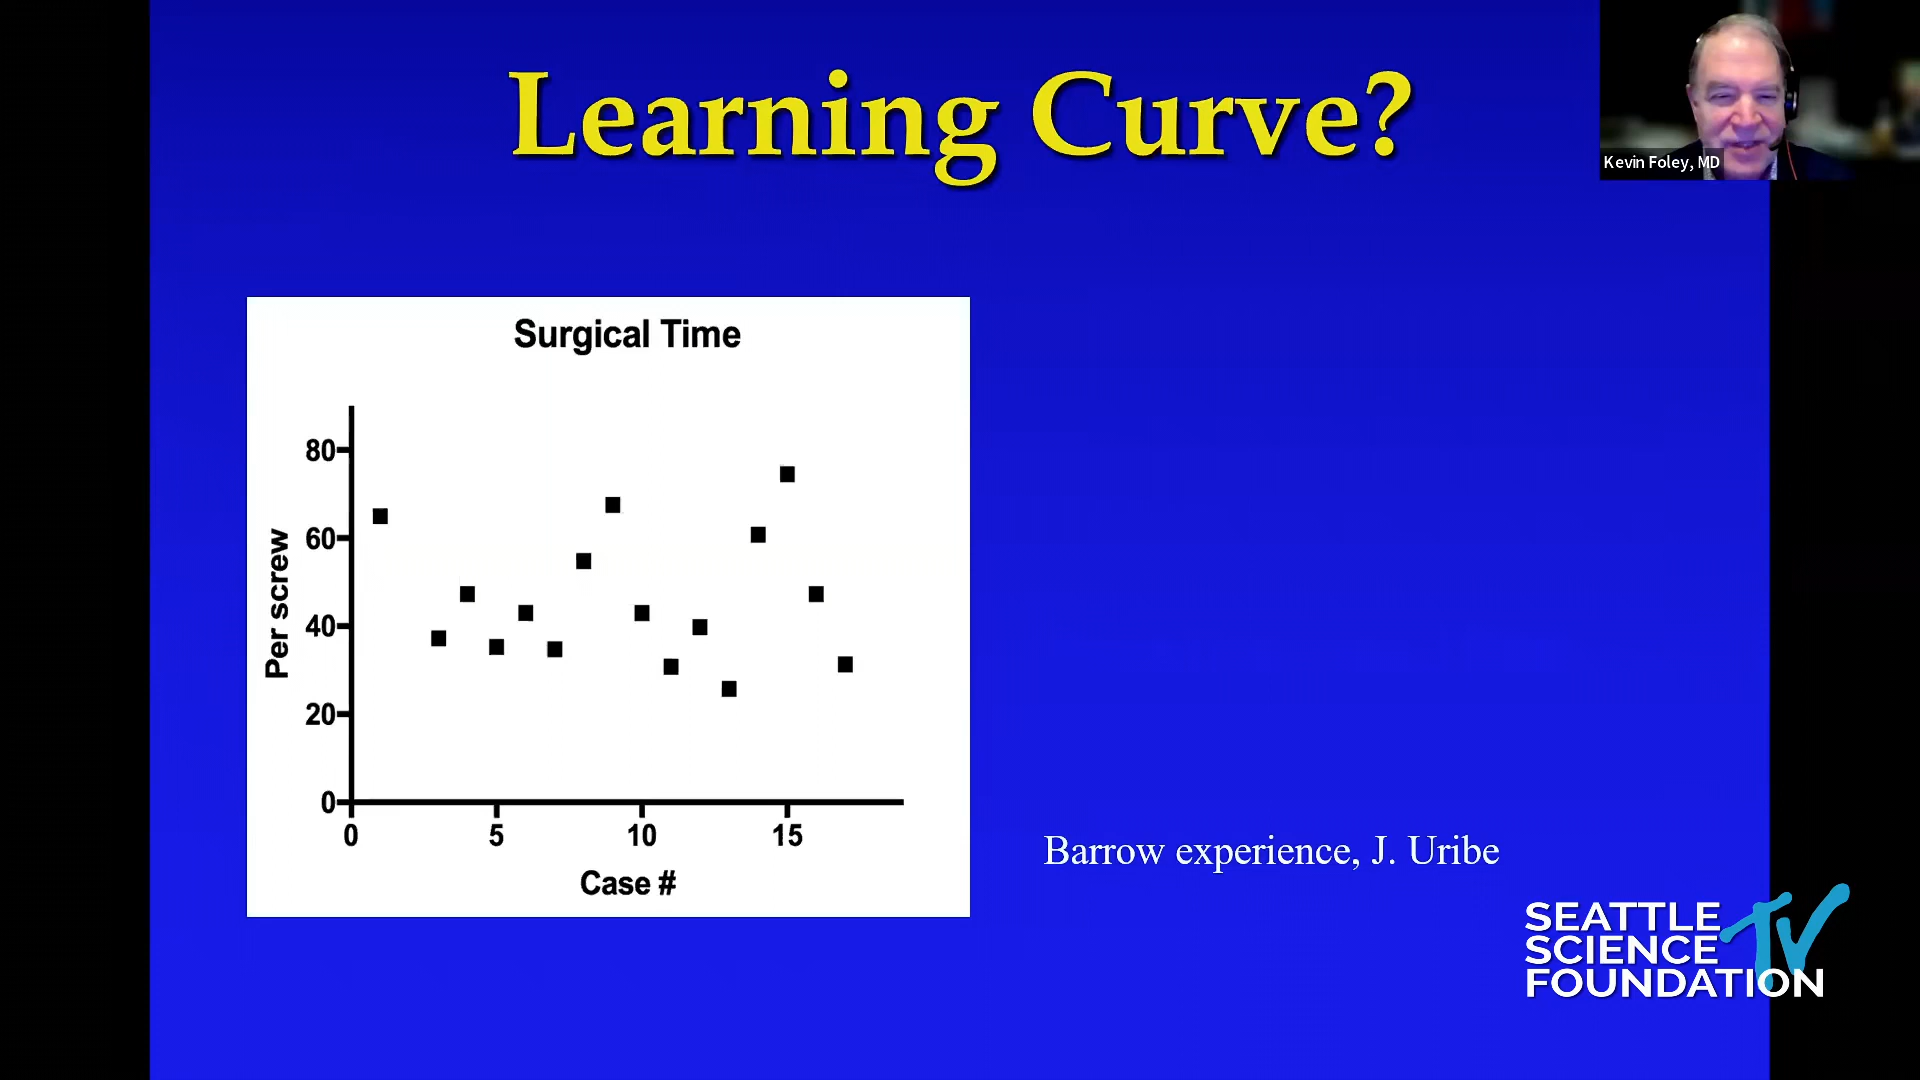 Learning Curve?
Kevin Foley, MD
Surgical Time
80
60
40
20
0
Per screw
0 5 10 15
Case #
Barrow experience, J. Uribe
SEATTLE
SCIENCE
FOUNDATION
TV